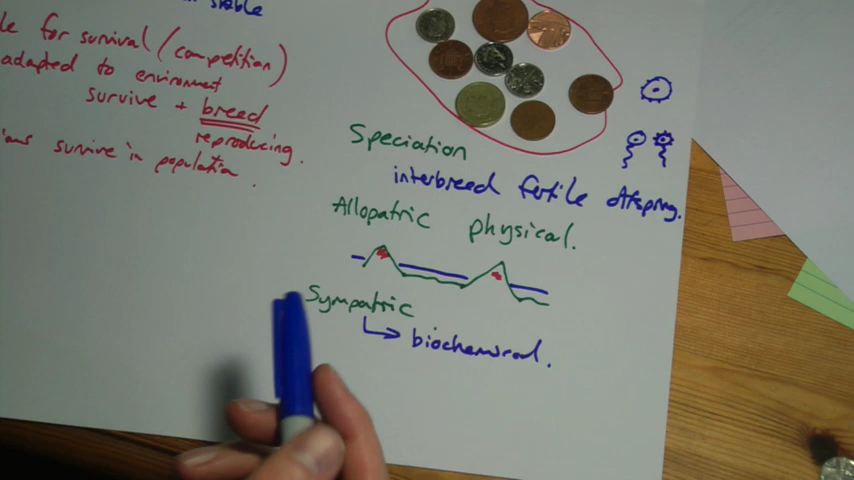 stable
for survival (competition)
adapted to environment
survive + breed
reproducing.
survive in population.
Speciation
interbreed fertile offspring.
Allopatric physical.
Sympatric
biochemical.